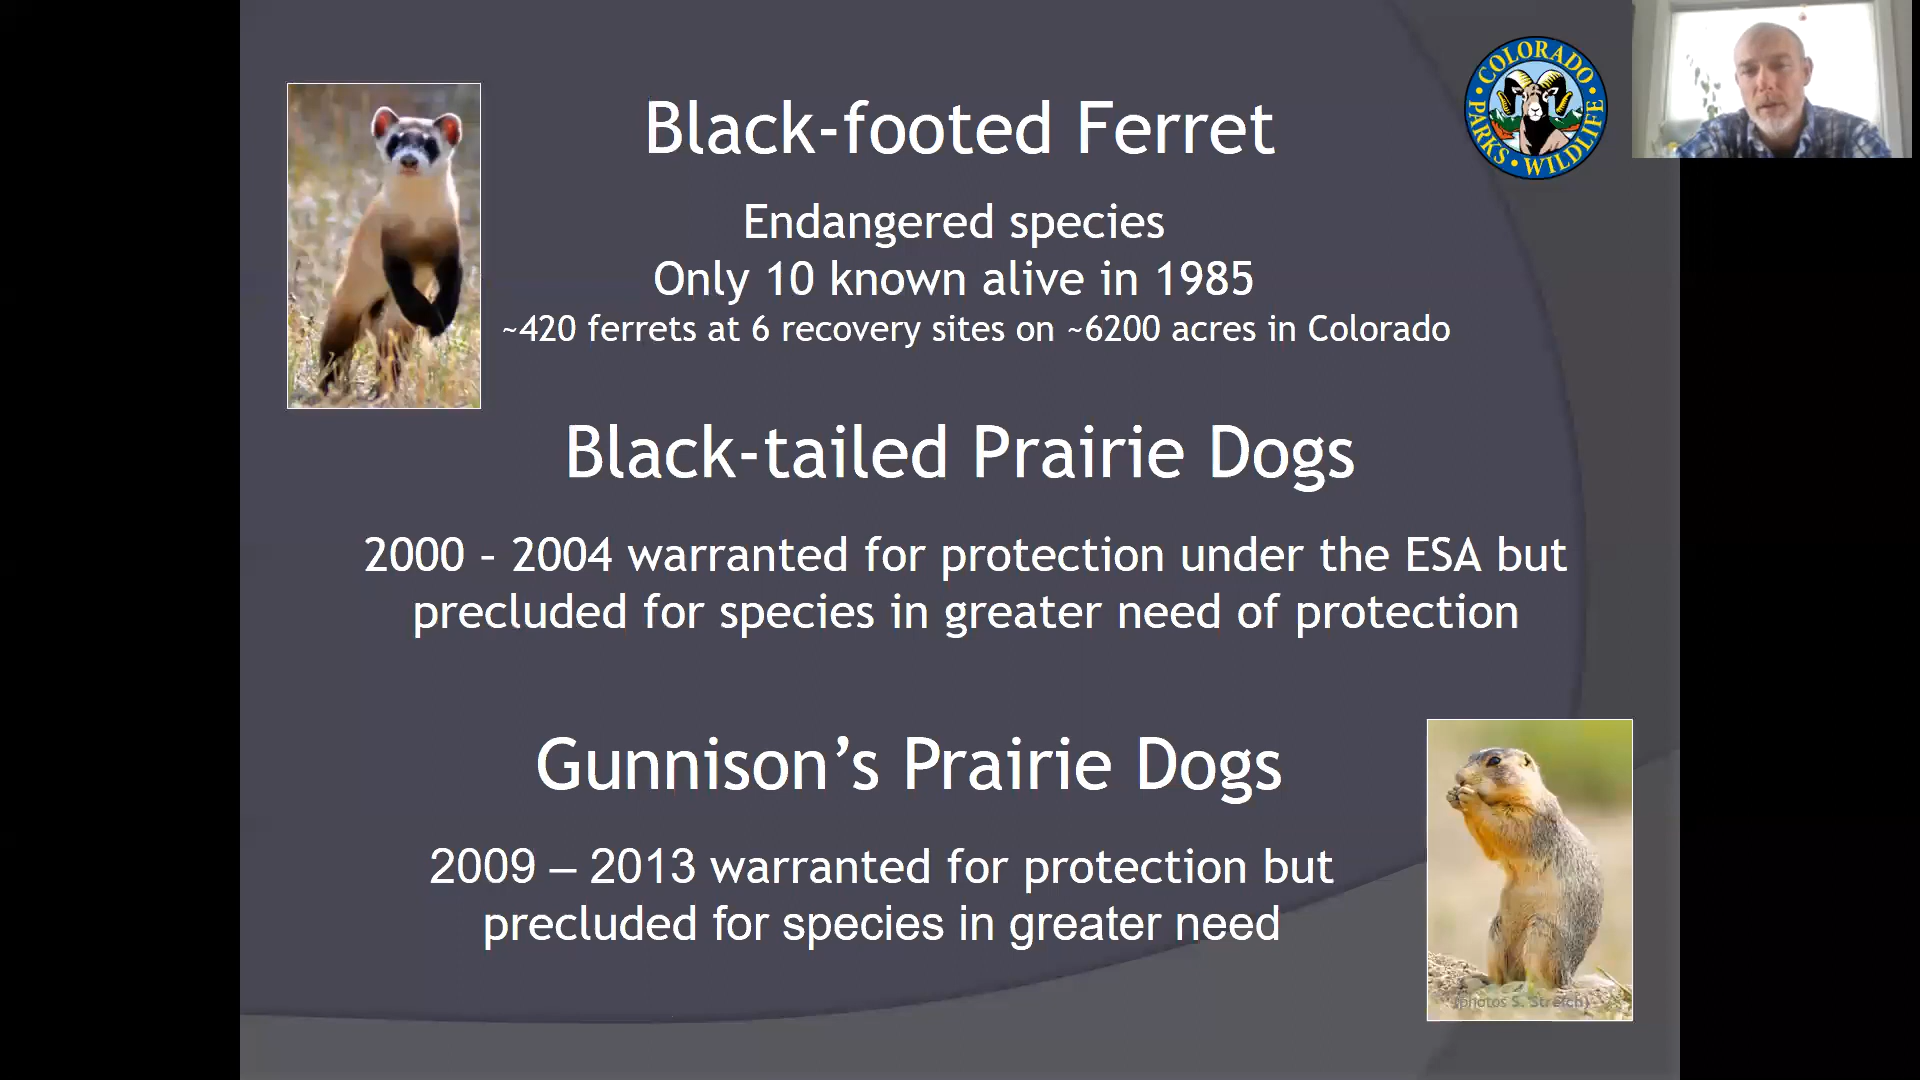 Black-footed Ferret
COLORADO
PARKS • WILDLIFE
Endangered species
Only 10 known alive in 1985
~420 ferrets at 6 recovery sites on ~6200 acres in Colorado
Black-tailed Prairie Dogs
2000 – 2004 warranted for protection under the ESA but
precluded for species in greater need of protection
Gunnison’s Prairie Dogs
2009 – 2013 warranted for protection but
precluded for species in greater need
(photos S. Stretch)